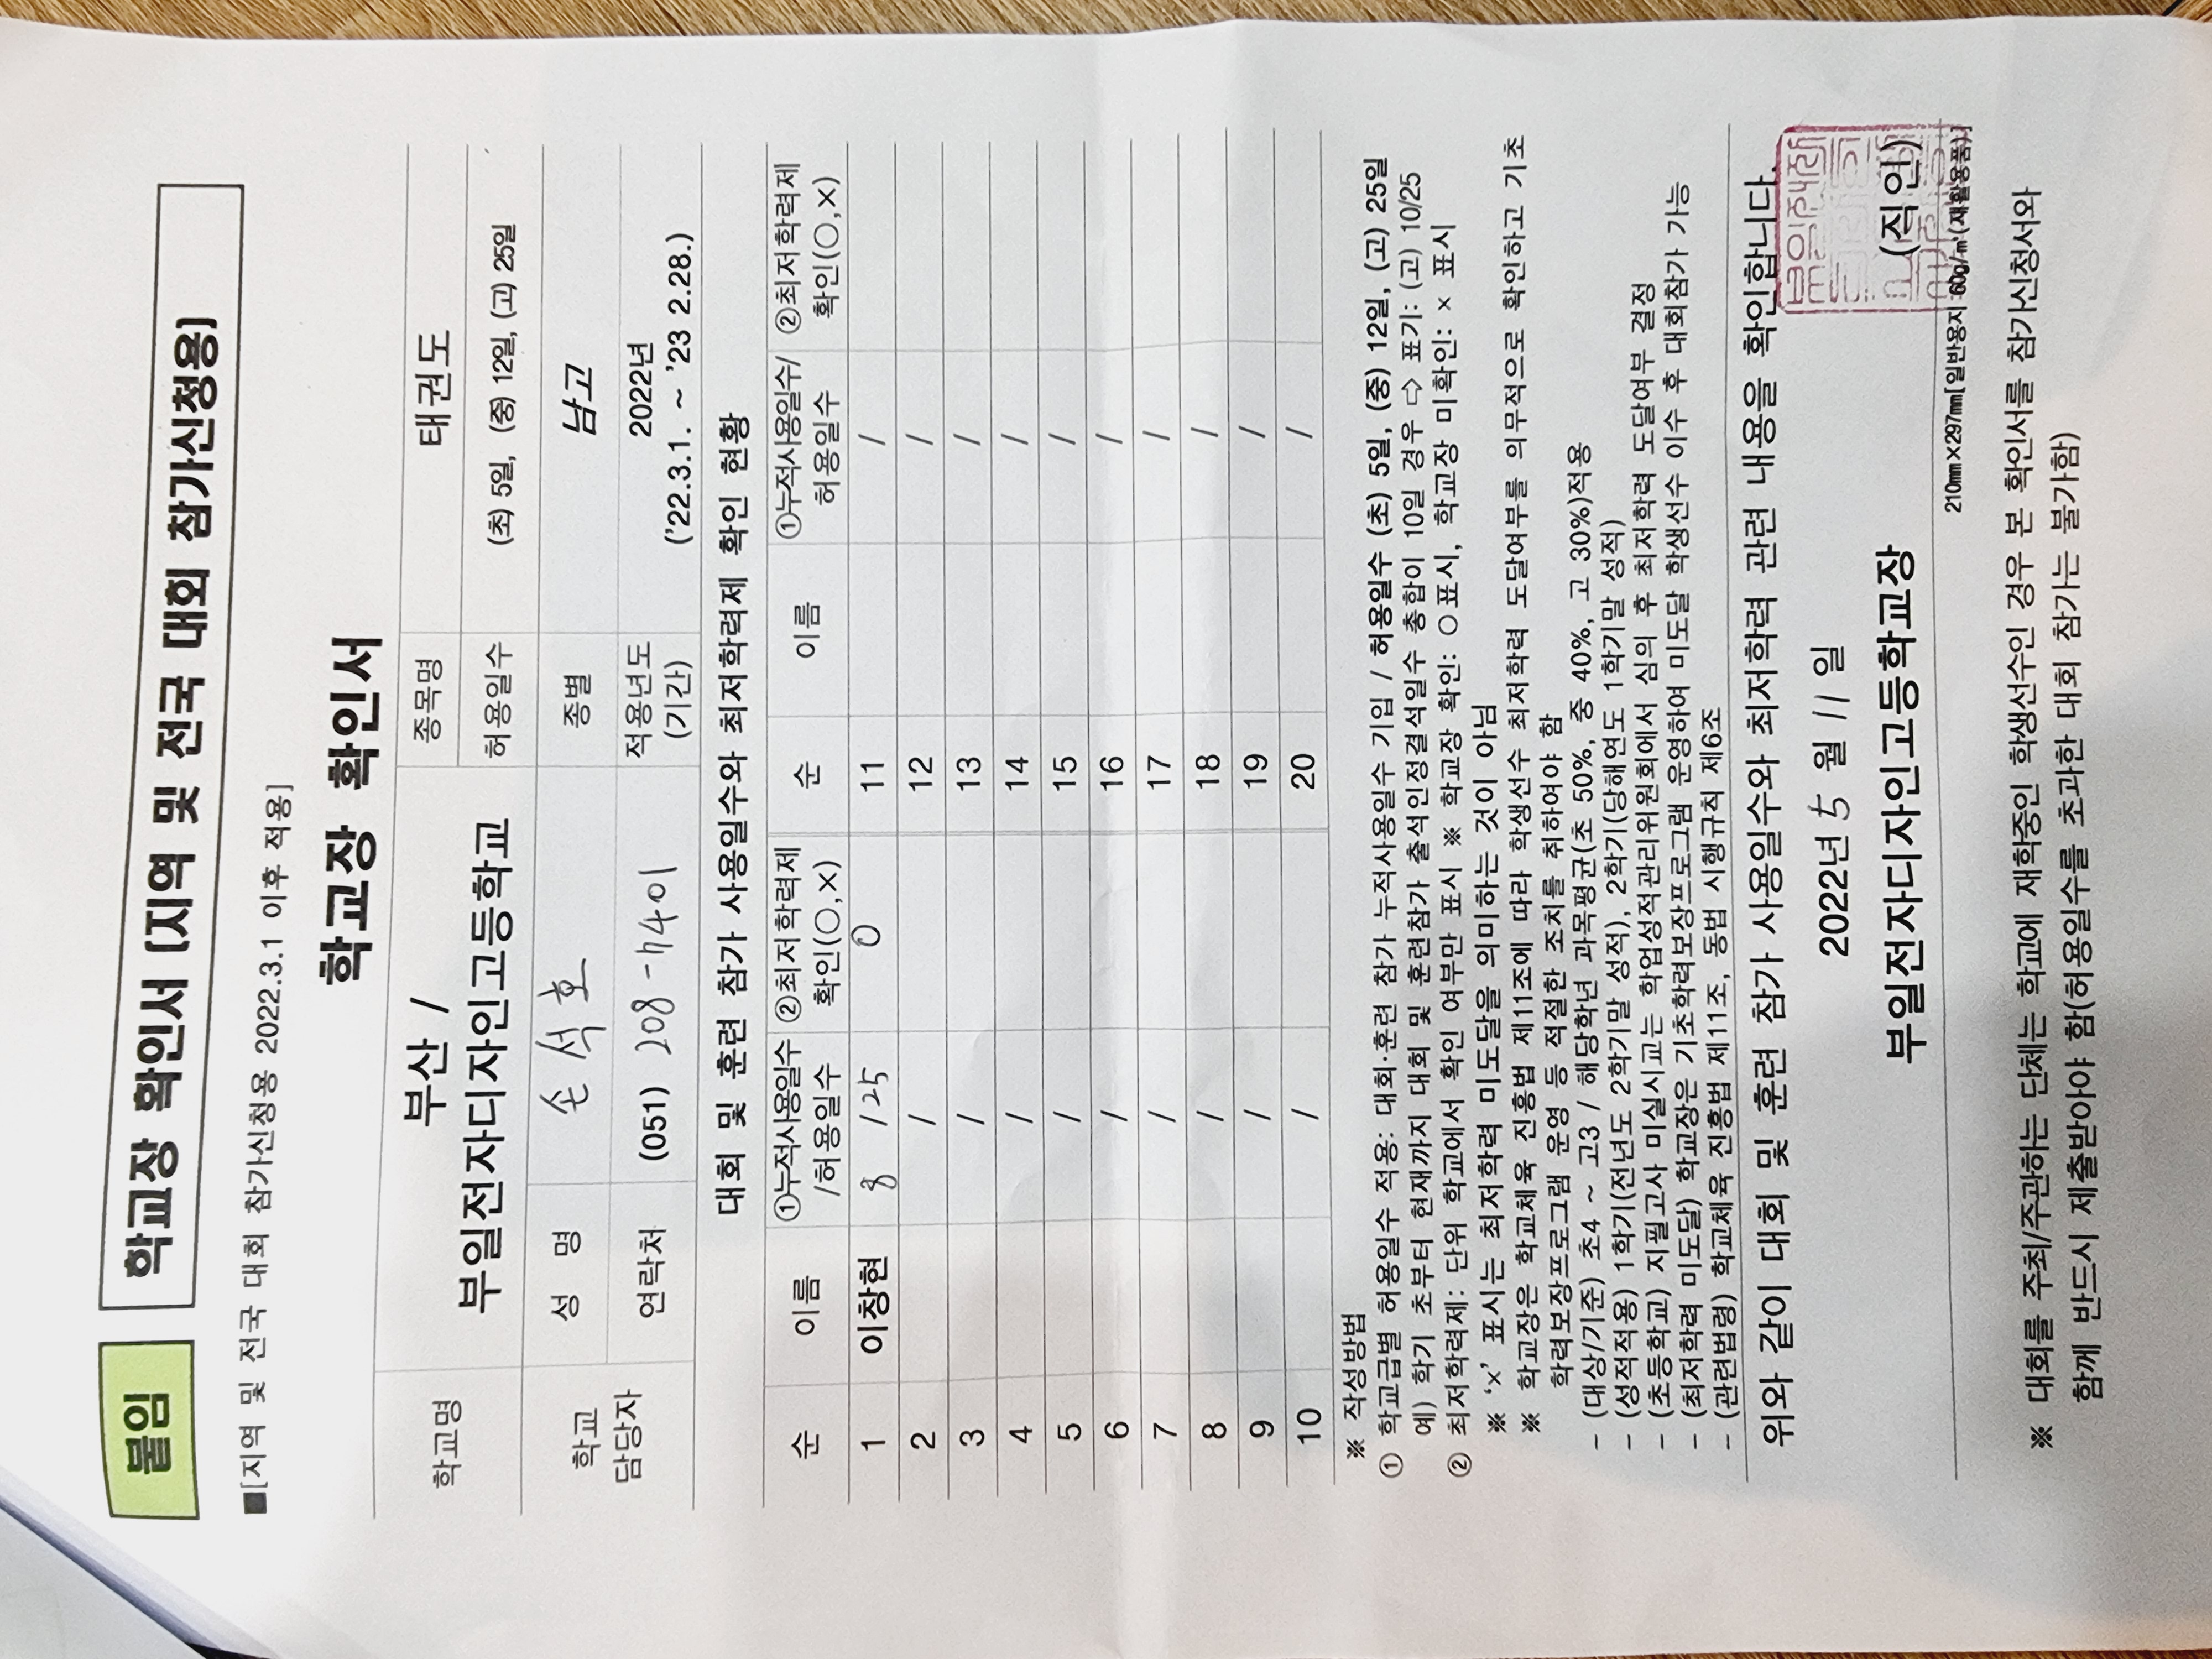 붙임
학교장 확인서 (지역 및 전국 대회 참가신청용)
■[지역 및 전국 대회 참가신청용 2022.3.1 이후 적용]
학교장 확인서
학교명 부산 / 부일전자디자인고등학교 종목명 태권도
허용일수 (초) 5일, (중) 12일, (고) 25일
학교 담당자 성 명 손석호 종별 남고
연락처 (051) 208-7401 적용년도 (기간) 2022년 ('22.3.1. ~ '23 2.28.)
대회 및 훈련 참가 사용일수와 최저학력제 확인 현황
순 이름 ①누적사용일수 /허용일수 ②최저학력제 확인(○,×) 순 이름 ①누적사용일수/ 허용일수 ②최저학력제 확인(○,×)
1 이창현 8 / 25 O 11 /
2 / 12 /
3 / 13 /
4 / 14 /
5 / 15 /
6 / 16 /
7 / 17 /
8 / 18 /
9 / 19 /
10 / 20 /
※ 작성방법
① 학교급별 허용일수 적용: 대회·훈련 참가 누적사용일수 기입 / 허용일수 (초) 5일, (중) 12일, (고) 25일
예) 학기 초부터 현재까지 대회 및 훈련참가 출석인정결석일수 총합이 10일 경우 ⇨ 표기: (고) 10/25
② 최저학력제: 단위 학교에서 확인 여부만 표시 ※ 학교장 확인: ○표시, 학교장 미확인: × 표시
※ 'x' 표시는 최저학력 미도달을 의미하는 것이 아님
※ 학교장은 학교체육 진흥법 제11조에 따라 학생선수 최저학력 도달여부를 의무적으로 확인하고 기초
학력보장프로그램 운영 등 적절한 조치를 취하여야 함
- (대상/기준) 초4 ~ 고3 / 해당학년 과목평균(초 50%, 중 40%, 고 30%)적용
- (성적적용) 1학기(전년도 2학기말 성적), 2학기(당해연도 1학기말 성적)
- (초등학교) 지필고사 미실시교는 학업성적관리위원회에서 심의 후 최저학력 도달여부 결정
- (최저학력 미도달) 학교장은 기초학력보장프로그램 운영하여 미도달 학생선수 이수 후 대회참가 가능
- (관련법령) 학교체육 진흥법 제11조, 동법 시행규칙 제6조
위와 같이 대회 및 훈련 참가 사용일수와 최저학력 관련 내용을 확인합니다.
2022년 5 월 11 일
부일전자디자인고등학교장 (직인)
210㎜×297㎜[일반용지 60g/㎡(재활용품)]
※ 대회를 주최/주관하는 단체는 학교에 재학중인 학생선수인 경우 본 확인서를 참가신청서와
함께 반드시 제출받아야 함(허용일수를 초과한 대회 참가는 불가함)